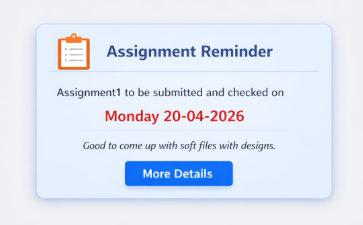 Assignment Reminder
Assignment1 to be submitted and checked on
Monday 20-04-2026
Good to come up with soft files with designs.
More Details